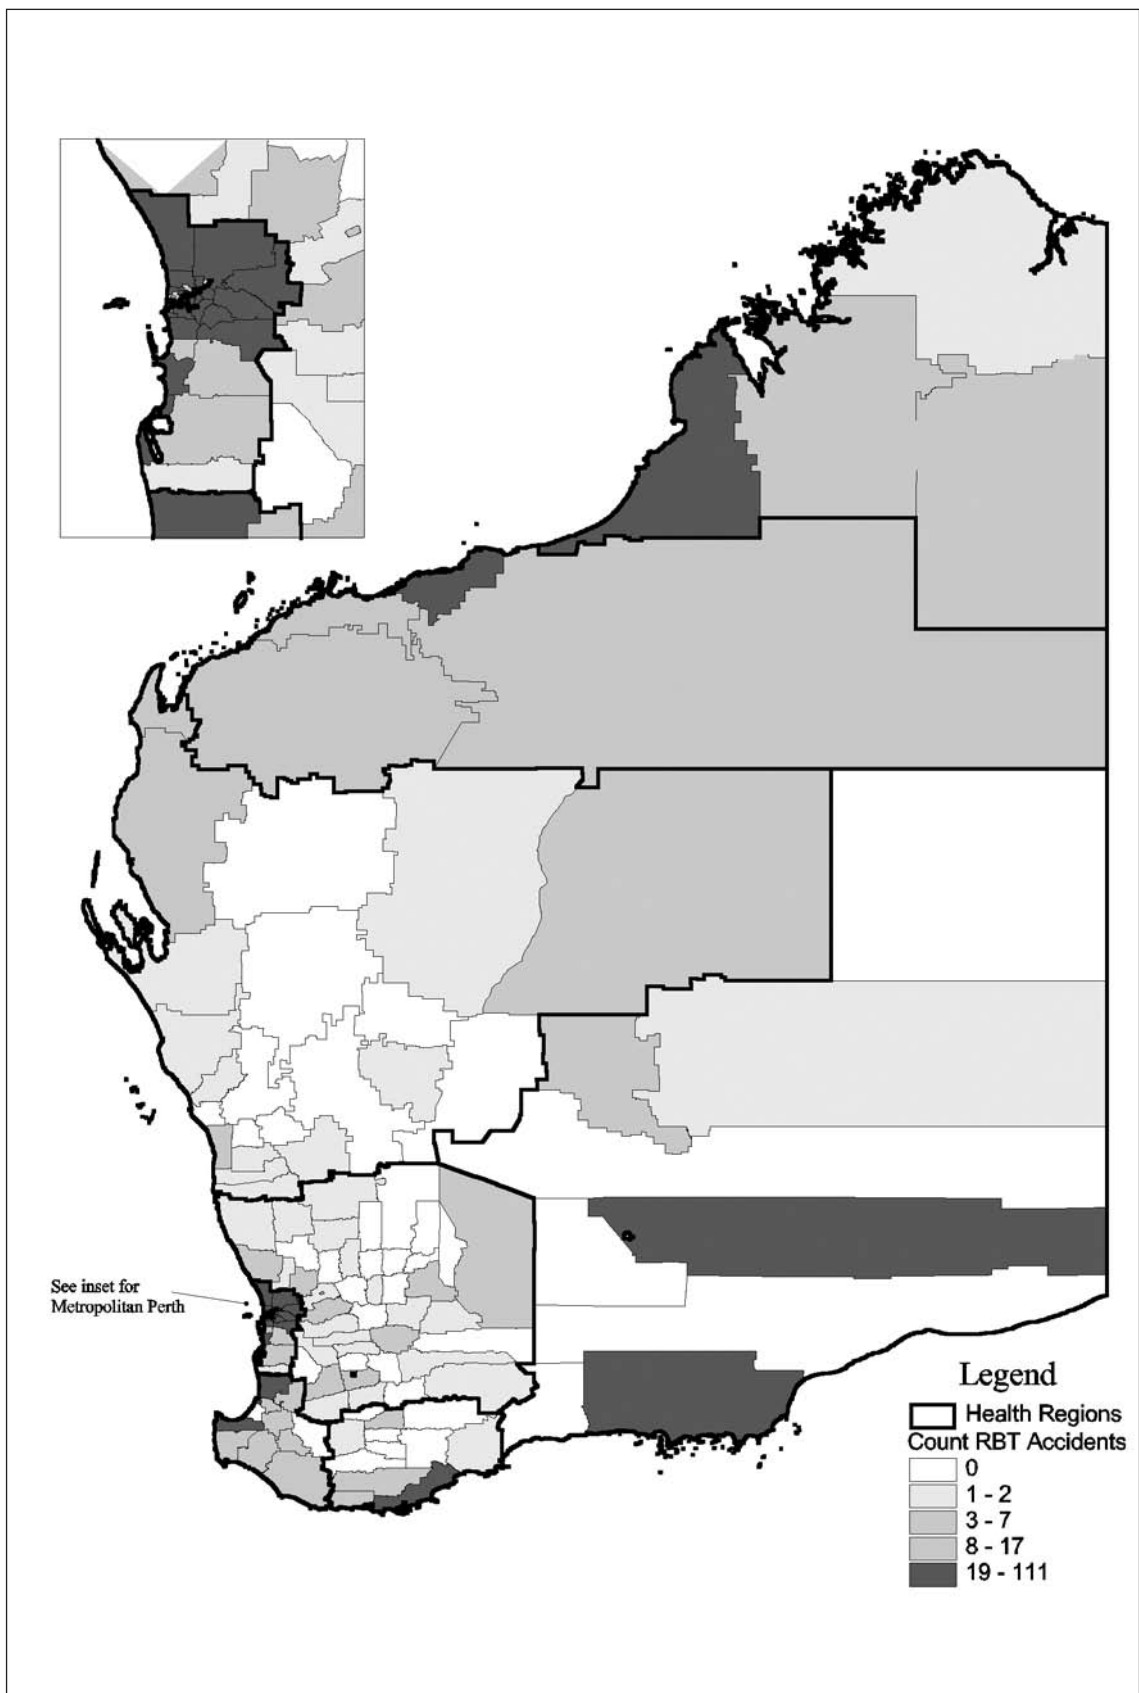 See inset for
Metropolitan Perth
Legend
Health Regions
Count RBT Accidents
0
1 - 2
3 - 7
8 - 17
19 - 111